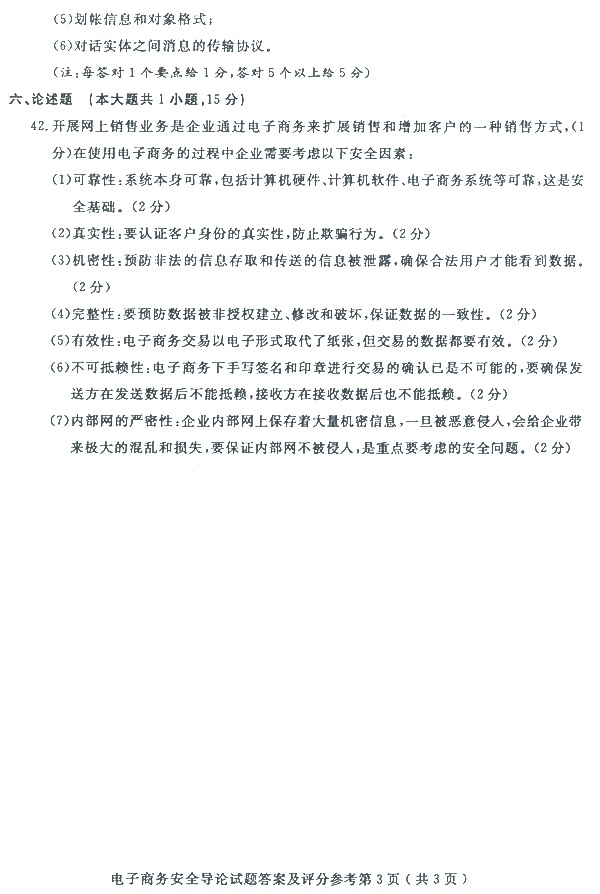 (5)划帐信息和对象格式;
(6)对话实体之间消息的传输协议。
(注:每答对1个要点给1分,答对5个以上给5分)
六、论述题 (本大题共1小题,15分)
42.开展网上销售业务是企业通过电子商务来扩展销售和增加客户的一种销售方式,(1
分)在使用电子商务的过程中企业需要考虑以下安全因素:
(1)可靠性:系统本身可靠,包括计算机硬件、计算机软件、电子商务系统等可靠,这是安
全基础。(2分)
(2)真实性:要认证客户身份的真实性,防止欺骗行为。(2分)
(3)机密性:预防非法的信息存取和传送的信息被泄露,确保合法用户才能看到数据。
(2分)
(4)完整性:要预防数据被非授权建立、修改和破坏,保证数据的一致性。(2分)
(5)有效性:电子商务交易以电子形式取代了纸张,但交易的数据都要有效。(2分)
(6)不可抵赖性:电子商务下手写签名和印章进行交易的确认已是不可能的,要确保发
送方在发送数据后不能抵赖,接收方在接收数据后也不能抵赖。(2分)
(7)内部网的严密性:企业内部网上保存着大量机密信息,一旦被恶意侵人,会给企业带
来极大的混乱和损失,要保证内部网不被侵人,是重点要考虑的安全问题。(2分)
电子商务安全导论试题答案及评分参考第3页(共3页)